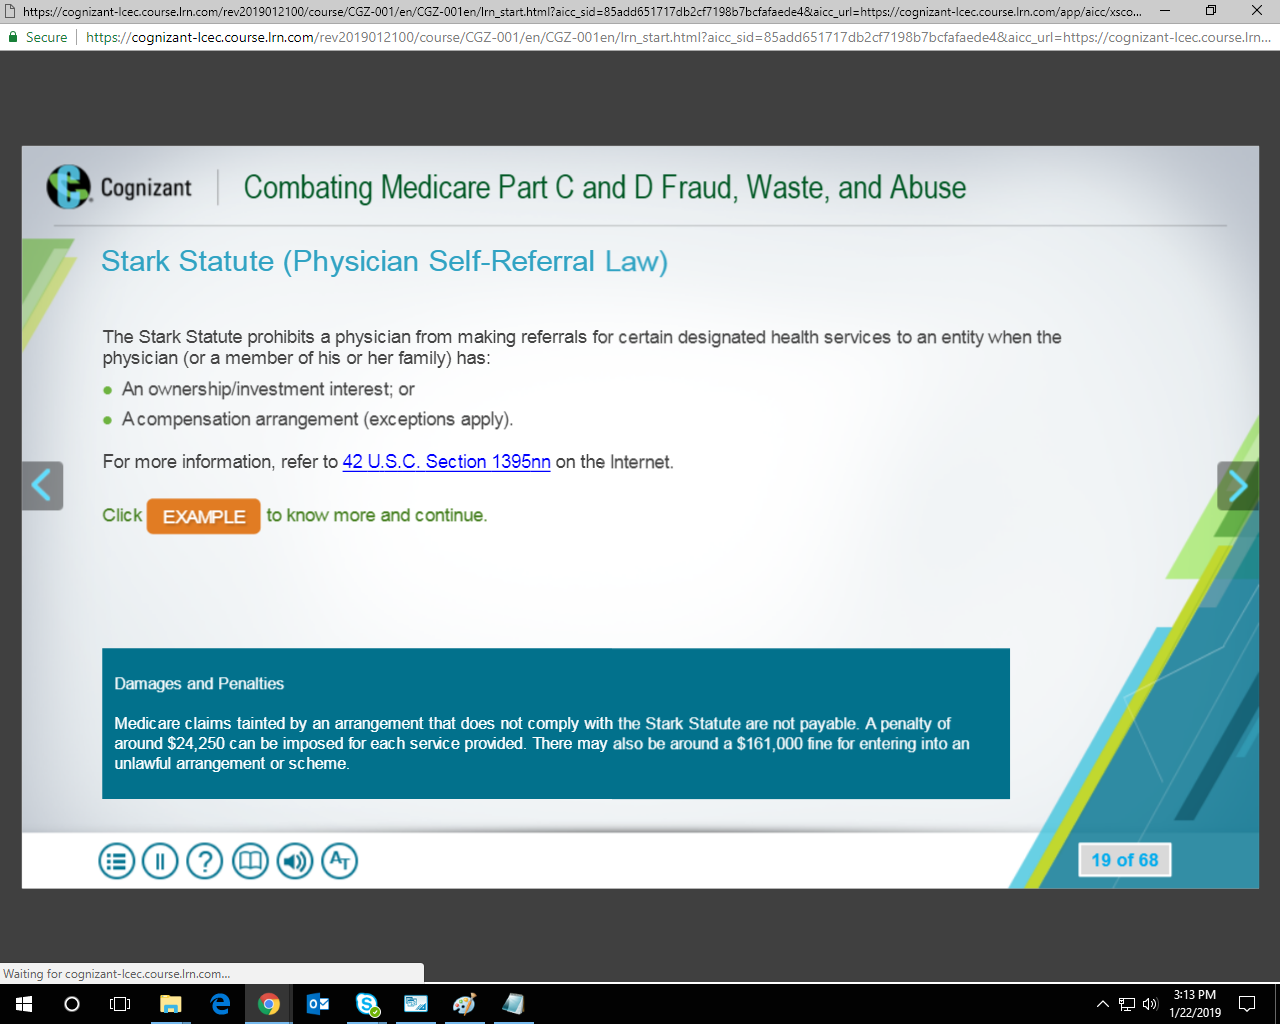 https://cognizant-lcec.course.lrn.com/rev2019012100/course/CGZ-001/en/CGZ-001en/lrn_start.html?aicc_sid=85add651717db2cf7198b7bcfafaede4&aicc_url=https://cognizant-lcec.course.lrn.com/app/aicc/xsco...
Secure https://cognizant-lcec.course.lrn.com/rev2019012100/course/CGZ-001/en/CGZ-001en/lrn_start.html?aicc_sid=85add651717db2cf7198b7bcfafaede4&aicc_url=https://cognizant-lcec.course.lrn...
Cognizant Combating Medicare Part C and D Fraud, Waste, and Abuse
Stark Statute (Physician Self-Referral Law)
The Stark Statute prohibits a physician from making referrals for certain designated health services to an entity when the
physician (or a member of his or her family) has:
• An ownership/investment interest; or
• A compensation arrangement (exceptions apply).
For more information, refer to 42 U.S.C. Section 1395nn on the Internet.
Click EXAMPLE to know more and continue.
Damages and Penalties
Medicare claims tainted by an arrangement that does not comply with the Stark Statute are not payable. A penalty of
around $24,250 can be imposed for each service provided. There may also be around a $161,000 fine for entering into an
unlawful arrangement or scheme.
19 of 68
Waiting for cognizant-lcec.course.lrn.com...
3:13 PM
1/22/2019